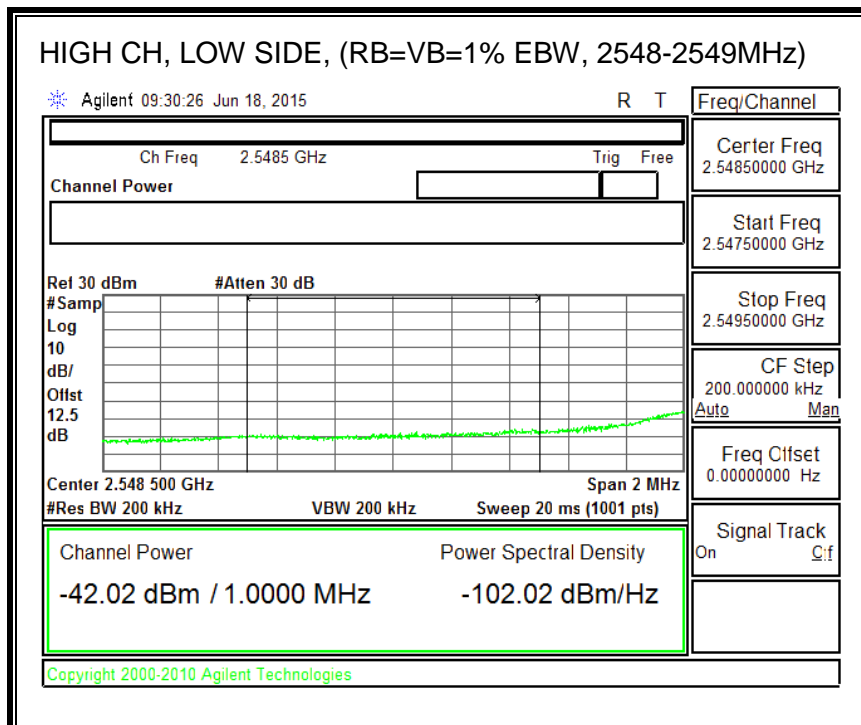 HIGH CH, LOW SIDE, (RB=VB=1% EBW, 2548-2549MHz)
Agilent 09:30:26 Jun 18, 2015 R T
Freq/Channel
Ch Freq 2.5485 GHz Trig Free
Channel Power
Center Freq
2.54850000 GHz
Start Freq
2.54750000 GHz
Stop Freq
2.54950000 GHz
CF Step
200.000000 kHz
Auto Man
Freq Offset
0.00000000 Hz
Signal Track
On Off
Ref 30 dBm #Atten 30 dB
#Samp
Log
10
dB/
Offst
12.5
dB
Center 2.548 500 GHz Span 2 MHz
#Res BW 200 kHz VBW 200 kHz Sweep 20 ms (1001 pts)
Channel Power Power Spectral Density
-42.02 dBm / 1.0000 MHz -102.02 dBm/Hz
Copyright 2000-2010 Agilent Technologies